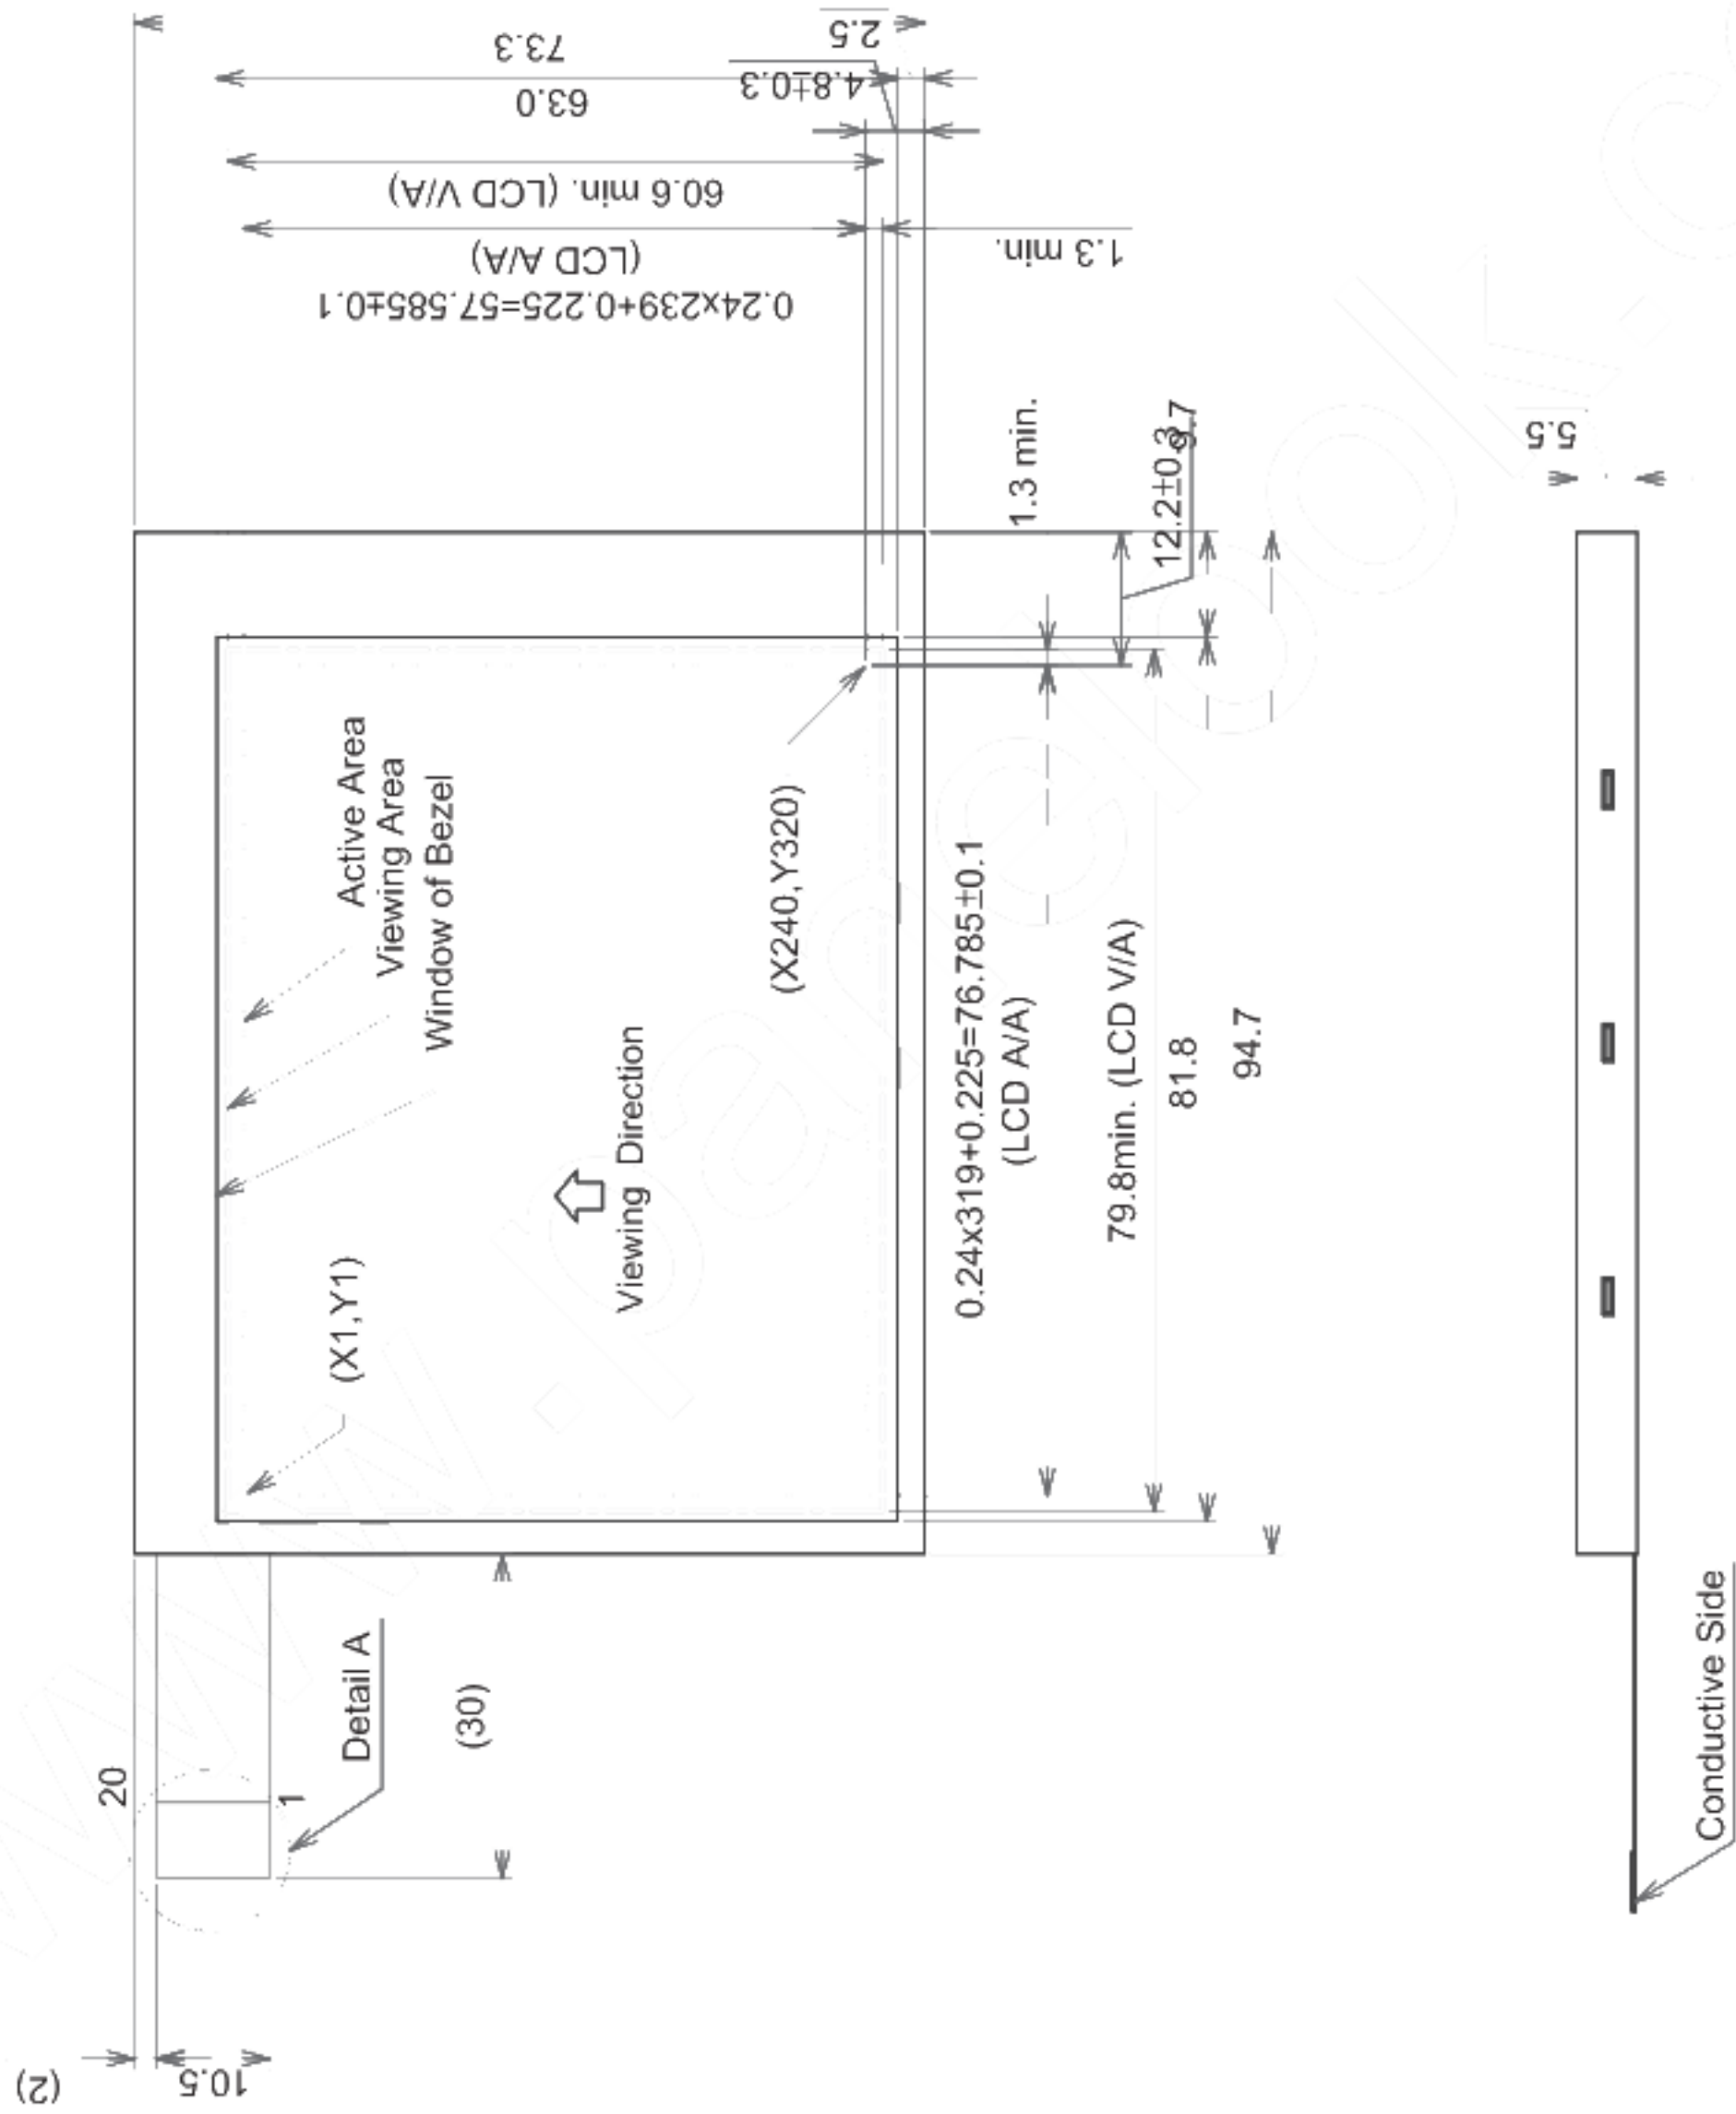 73.3
63.0
60.6 min. (LCD V/A)
(LCD A/A)
0.24x239+0.225=57.585±0.1
2.5
4.8±0.3
1.3 min.
1.3 min.
12.2±0.3
9.7
5.5
Active Area
Viewing Area
Window of Bezel
(X240,Y320)
(X1,Y1)
Viewing Direction
0.24x319+0.225=76.785±0.1
(LCD A/A)
79.8min. (LCD V/A)
81.8
94.7
20
1
Detail A
(30)
(2)
10.5
Conductive Side